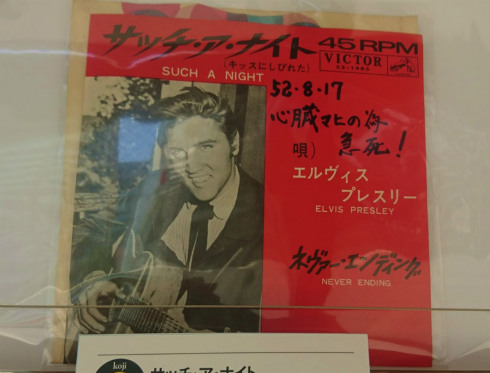 サッチ・ア・ナイト
(キッスにしびれた)
SUCH A NIGHT
45 RPM
VICTOR
52・8・17
心臓マヒの為
急死!
唄)
エルヴィス
プレスリー
ELVIS PRESLEY
ネヴァー・エンディング
NEVER ENDING
koji
サッチ・ア・ナイト